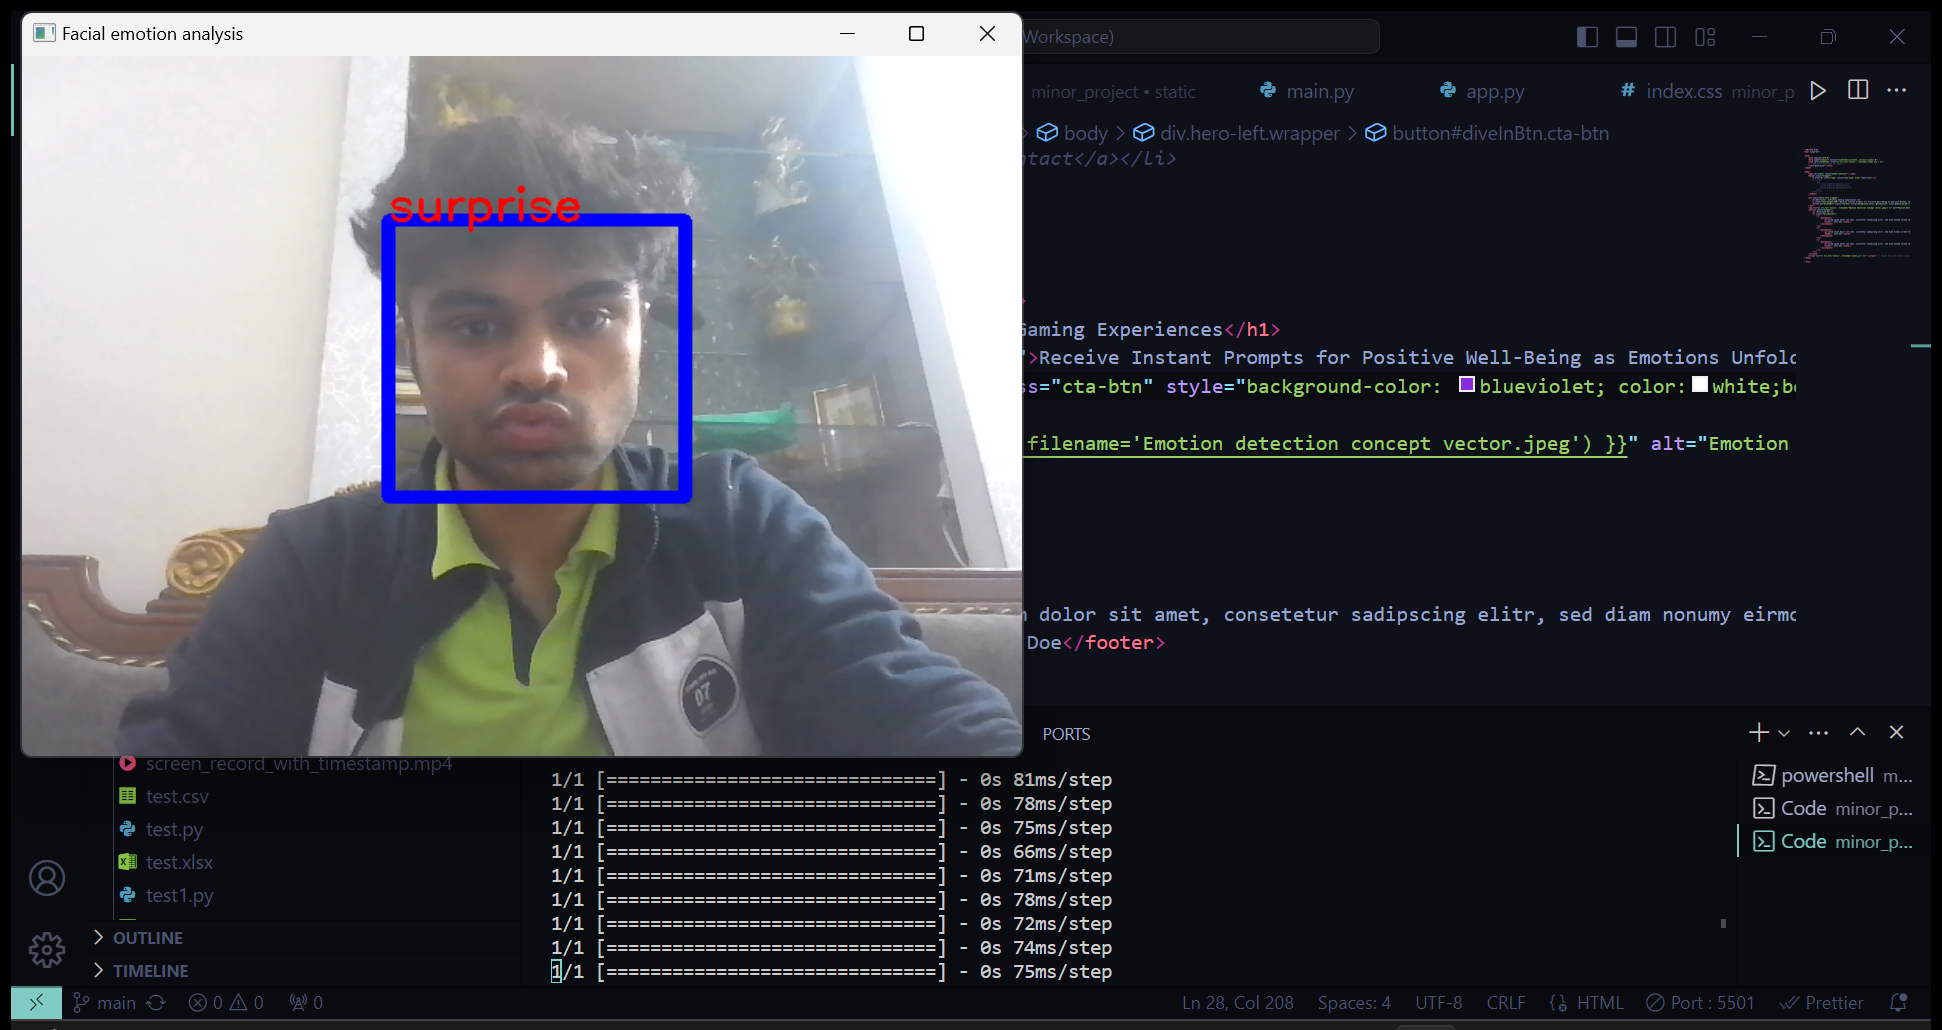 Facial emotion analysis
Workspace)
minor_project • static
main.py
app.py
# index.css minor_p
body
div.hero-left.wrapper
button#diveInBtn.cta-btn
ntact</a></li>
surprise
Gaming Experiences</h1>
">Receive Instant Prompts for Positive Well-Being as Emotions Unfold
ss="cta-btn" style="background-color: blueviolet; color: white;bo
filename='Emotion detection concept vector.jpeg') }}" alt="Emotion
dolor sit amet, consetetur sadipscing elitr, sed diam nonumy eirmo
Doe</footer>
07
PORTS
powershell m...
Code minor_p...
Code minor_p...
screen_record_with_timestamp.mp4
test.csv
test.py
test.xlsx
test1.py
OUTLINE
TIMELINE
1/1 [==============================] - 0s 81ms/step
1/1 [==============================] - 0s 78ms/step
1/1 [==============================] - 0s 75ms/step
1/1 [==============================] - 0s 66ms/step
1/1 [==============================] - 0s 71ms/step
1/1 [==============================] - 0s 78ms/step
1/1 [==============================] - 0s 72ms/step
1/1 [==============================] - 0s 74ms/step
1/1 [==============================] - 0s 75ms/step
main 0 0 0 Ln 28, Col 208 Spaces: 4 UTF-8 CRLF HTML Port : 5501 Prettier